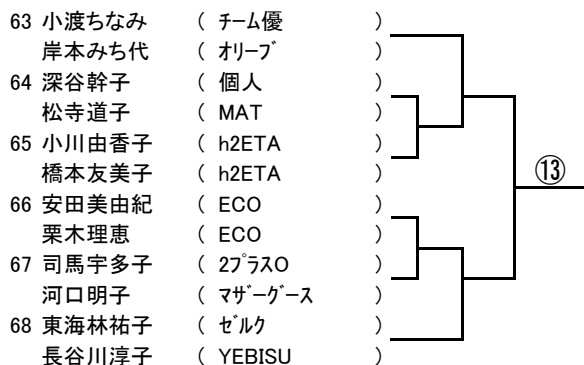 63 小渡ちなみ ( チーム優 )
岸本みち代 ( オリーブ )
64 深谷幹子 ( 個人 )
松寺道子 ( MAT )
65 小川由香子 ( h2ETA )
橋本友美子 ( h2ETA )
⑬
66 安田美由紀 ( ECO )
栗木理恵 ( ECO )
67 司馬宇多子 ( 2プラスO )
河口明子 ( マザーグース )
68 東海林祐子 ( ゼルク )
長谷川淳子 ( YEBISU )